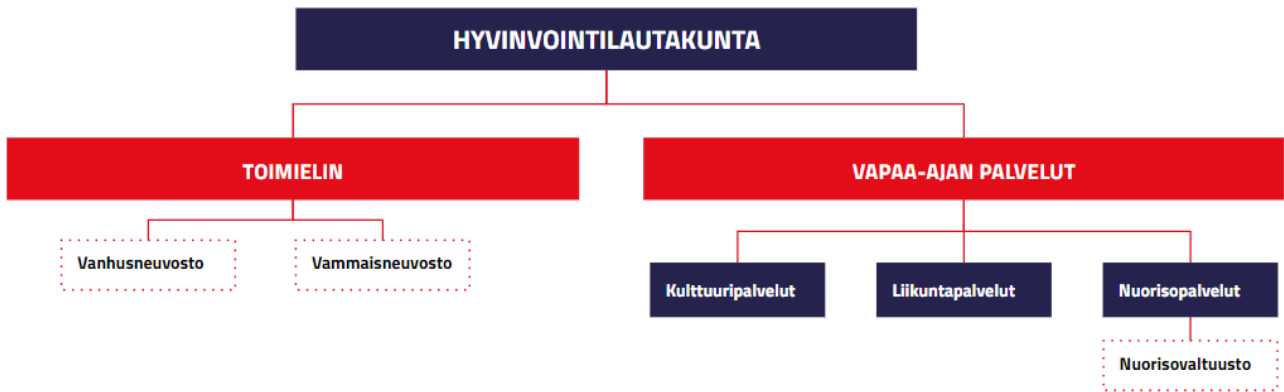 HYVINVOINTILAUTAKUNTA
TOIMIELIN
VAPAA-AJAN PALVELUT
Vanhusneuvosto
Vammaisneuvosto
Kulttuuripalvelut
Liikuntapalvelut
Nuorisopalvelut
Nuorisovaltuusto